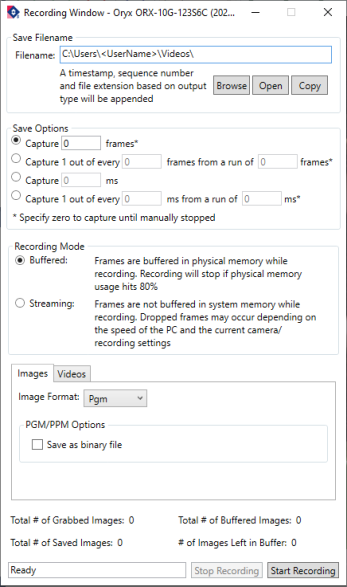 Recording Window - Oryx ORX-10G-123S6C (202...
Save Filename
Filename: C:\Users\<UserName>\Videos\
A timestamp, sequence number
and file extension based on output
type will be appended
Browse Open Copy
Save Options
Capture 0 frames*
Capture 1 out of every 0 frames from a run of 0 frames*
Capture 0 ms
Capture 1 out of every 0 ms from a run of 0 ms*
* Specify zero to capture until manually stopped
Recording Mode
Buffered: Frames are buffered in physical memory while
recording. Recording will stop if physical memory
usage hits 80%
Streaming: Frames are not buffered in system memory while
recording. Dropped frames may occur depending on
the speed of the PC and the current camera/
recording settings
Images Videos
Image Format: Pgm
PGM/PPM Options
Save as binary file
Total # of Grabbed Images: 0 Total # of Buffered Images: 0
Total # of Saved Images: 0 # of Images Left in Buffer: 0
Ready Stop Recording Start Recording